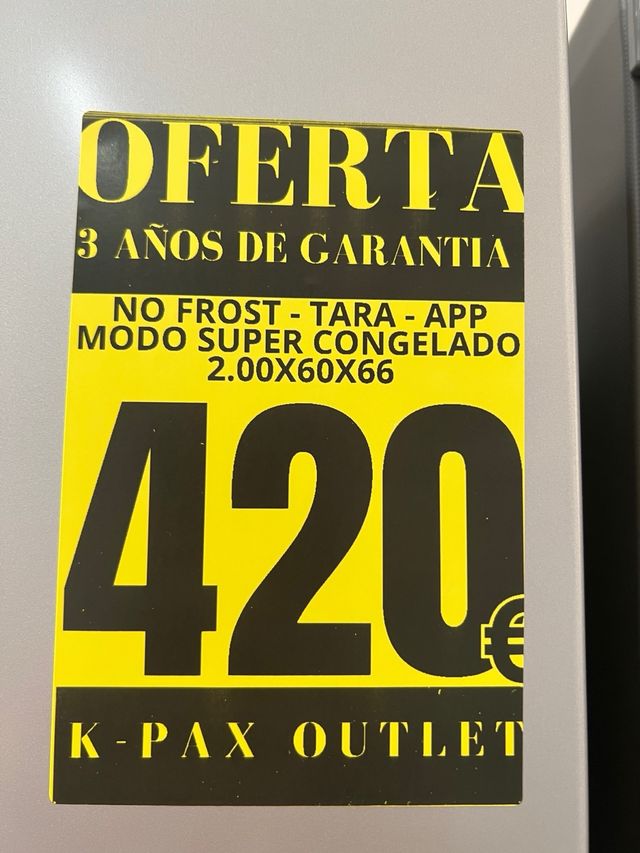 OFERTA
3 AÑOS DE GARANTIA
NO FROST - TARA - APP
MODO SUPER CONGELADO
2.00X60X66
420€
K-PAX OUTLET